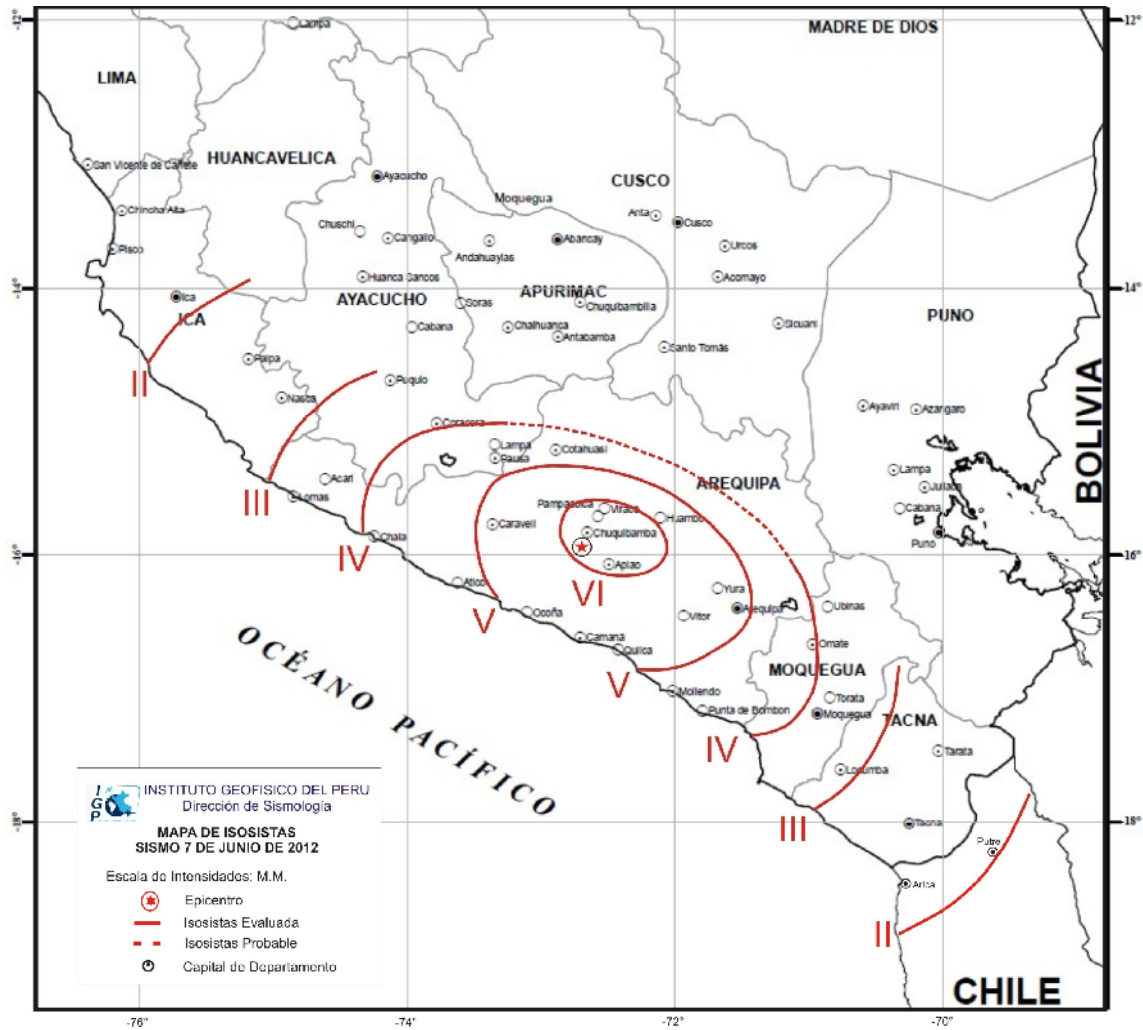 -12°
-12°
Lampa
MADRE DE DIOS
LIMA
HUANCAVELICA
San Vicente de Cañete
Ayacucho
CUSCO
Moquegua
Chincha Alta
Anta
Cusco
Chuschi
Cangallo
Abancay
Pisco
Andahuaylas
Urcos
Huanca Sancos
Acomayo
-14°
-14°
Ica
ICA
AYACUCHO
Soras
APURIMAC
Chuquibambilla
PUNO
Cabana
Chalhuanca
Antabamba
Sicuani
Santo Tomás
Palpa
II
Puquio
Nasca
Ayaviri
Azangaro
BOLIVIA
Coracora
Lampa
Pausa
Cotahuasi
Acari
Lomas
III
AREQUIPA
Lampa
Juliaca
Cabana
Pampacolca
Viraco
Huambo
Caraveli
Chuquibamba
Chala
Puno
-16°
-16°
IV
Aplao
VI
Atico
Yura
V
Ocoña
Vitor
Arequipa
Ubinas
Camaná
Quilca
Omate
V
MOQUEGUA
Mollendo
Punta de Bombon
Torata
Moquegua
TACNA
IV
Tarata
Locumba
OCÉANO PACÍFICO
III
-18°
-18°
Tacna
Putre
Arica
II
CHILE
IGP
INSTITUTO GEOFISICO DEL PERU
Dirección de Sismología
MAPA DE ISOSISTAS
SISMO 7 DE JUNIO DE 2012
Escala de Intensidades: M.M.
Epicentro
Isosistas Evaluada
Isosistas Probable
Capital de Departamento
-76°
-74°
-72°
-70°